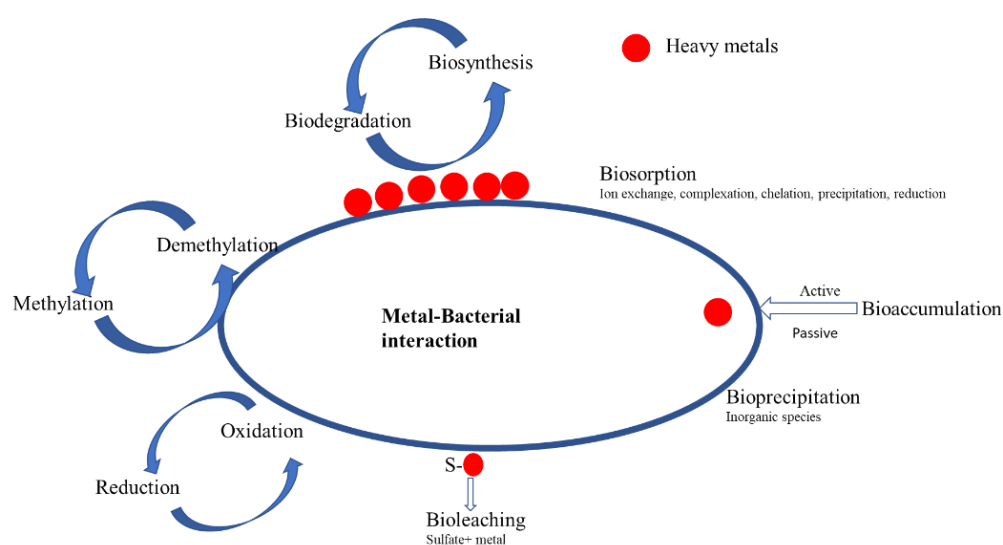 Heavy metals
Biosynthesis
Biodegradation
Biosorption
Ion exchange, complexation, chelation, precipitation, reduction
Demethylation
Methylation
Metal-Bacterial
interaction
Active
Bioaccumulation
Passive
Bioprecipitation
Inorganic species
Oxidation
Reduction
S-
Bioleaching
Sulfate+ metal